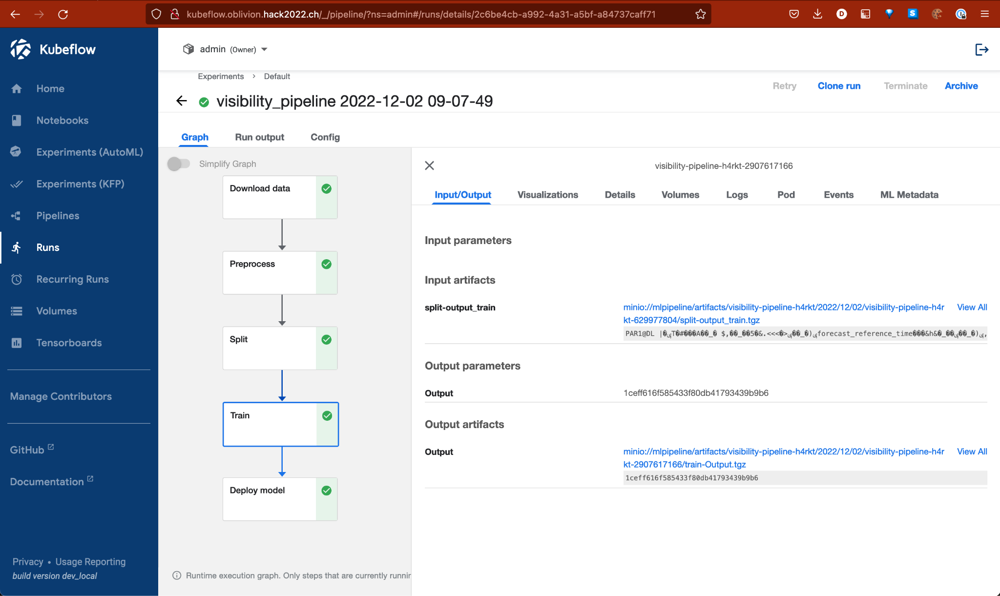 kubeflow.oblivion.hack2022.ch/_/pipeline/?ns=admin#/runs/details/2c6be4cb-a992-4a31-a5bf-a84737caff71
Kubeflow
Home
Notebooks
Experiments (AutoML)
Experiments (KFP)
Pipelines
Runs
Recurring Runs
Volumes
Tensorboards
Manage Contributors
GitHub
Documentation
Privacy • Usage Reporting
build version dev_local
admin (Owner)
Experiments > Default
visibility_pipeline 2022-12-02 09-07-49
Retry Clone run Terminate Archive
Graph Run output Config
Simplify Graph
Download data
Preprocess
Split
Train
Deploy model
Runtime execution graph. Only steps that are currently runnin
visibility-pipeline-h4rkt-2907617166
Input/Output Visualizations Details Volumes Logs Pod Events ML Metadata
Input parameters
Input artifacts
split-output_train
minio://mlpipeline/artifacts/visibility-pipeline-h4rkt/2022/12/02/visibility-pipeline-h4r View All
kt-629977804/split-output_train.tgz
PAR1@DL forecast_reference_time
Output parameters
Output 1ceff616f585433f80db41793439b9b6
Output artifacts
Output
minio://mlpipeline/artifacts/visibility-pipeline-h4rkt/2022/12/02/visibility-pipeline-h4r View All
kt-2907617166/train-Output.tgz
1ceff616f585433f80db41793439b9b6